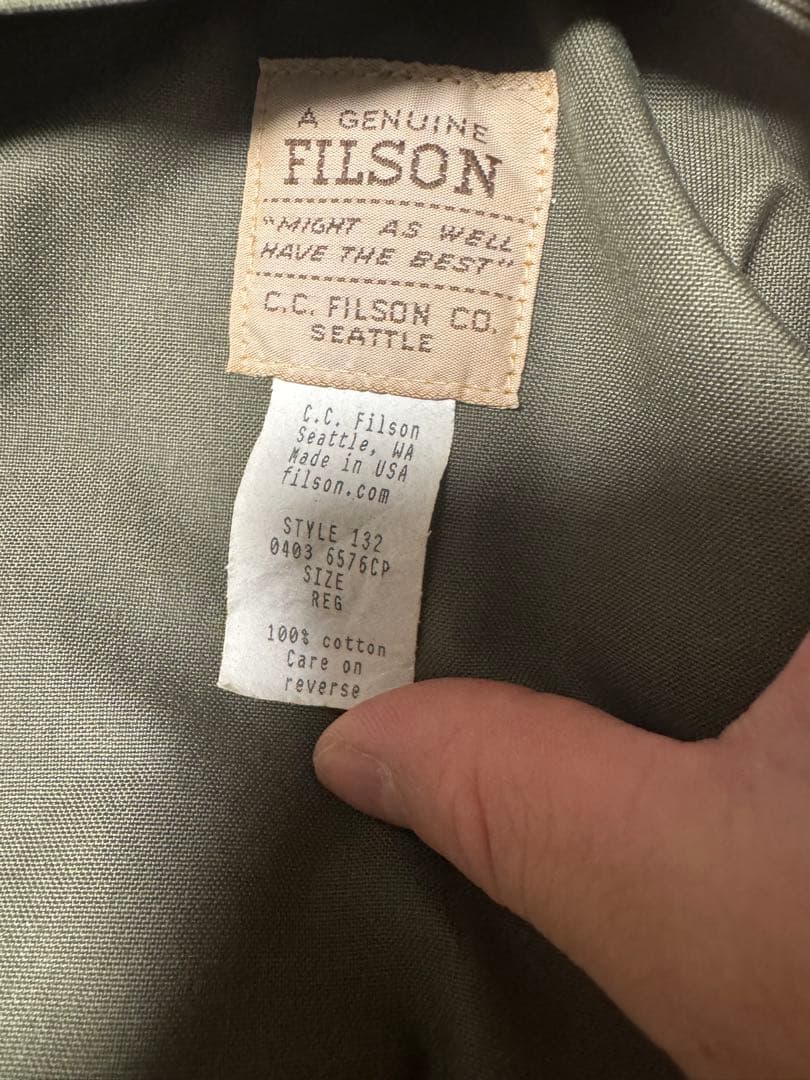 A GENUINE
FILSON
"MIGHT AS WELL
HAVE THE BEST"
C.C. FILSON CO.
SEATTLE
C.C. Filson
Seattle, WA
Made in USA
filson.com
STYLE 132
0403 6576CP
SIZE
REG
100% cotton
Care on
reverse